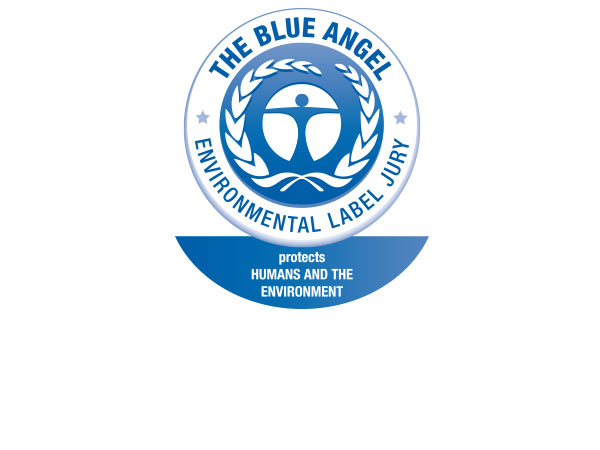 THE BLUE ANGEL
ENVIRONMENTAL LABEL JURY
protects
HUMANS AND THE
ENVIRONMENT